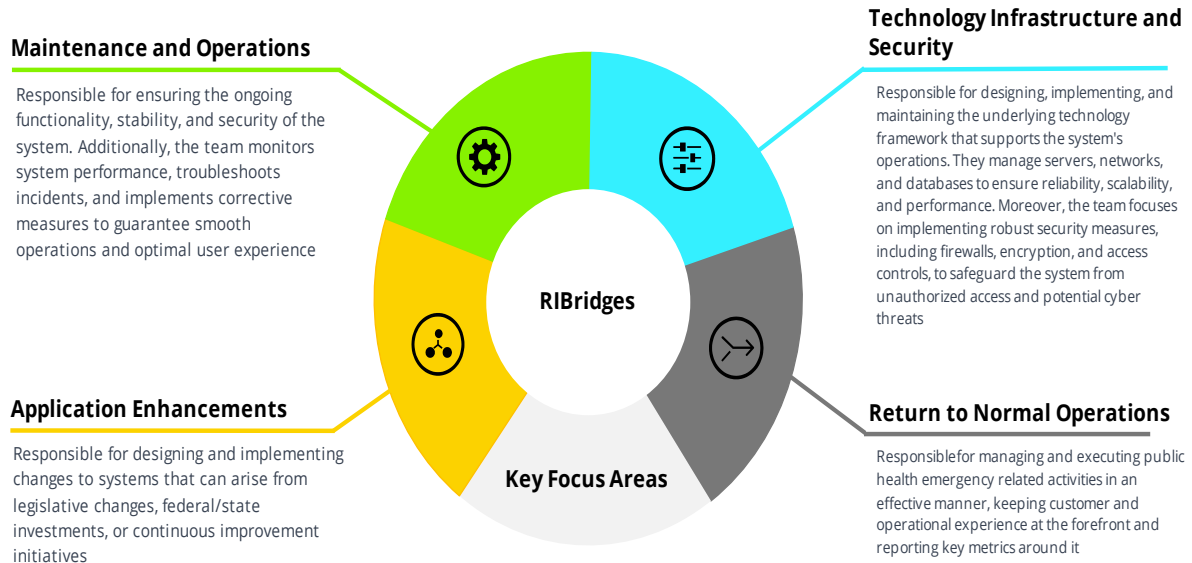 Maintenance and Operations
Responsible for ensuring the ongoing
functionality, stability, and security of the
system. Additionally, the team monitors
system performance, troubleshoots
incidents, and implements corrective
measures to guarantee smooth
operations and optimal user experience
Technology Infrastructure and
Security
Responsible for designing, implementing, and
maintaining the underlying technology
framework that supports the system's
operations. They manage servers, networks,
and databases to ensure reliability, scalability,
and performance. Moreover, the team focuses
on implementing robust security measures,
including firewalls, encryption, and access
controls, to safeguard the system from
unauthorized access and potential cyber
threats
RIBridges
Key Focus Areas
Application Enhancements
Responsible for designing and implementing
changes to systems that can arise from
legislative changes, federal/state
investments, or continuous improvement
initiatives
Return to Normal Operations
Responsiblefor managing and executing public
health emergency related activities in an
effective manner, keeping customer and
operational experience at the forefront and
reporting key metrics around it